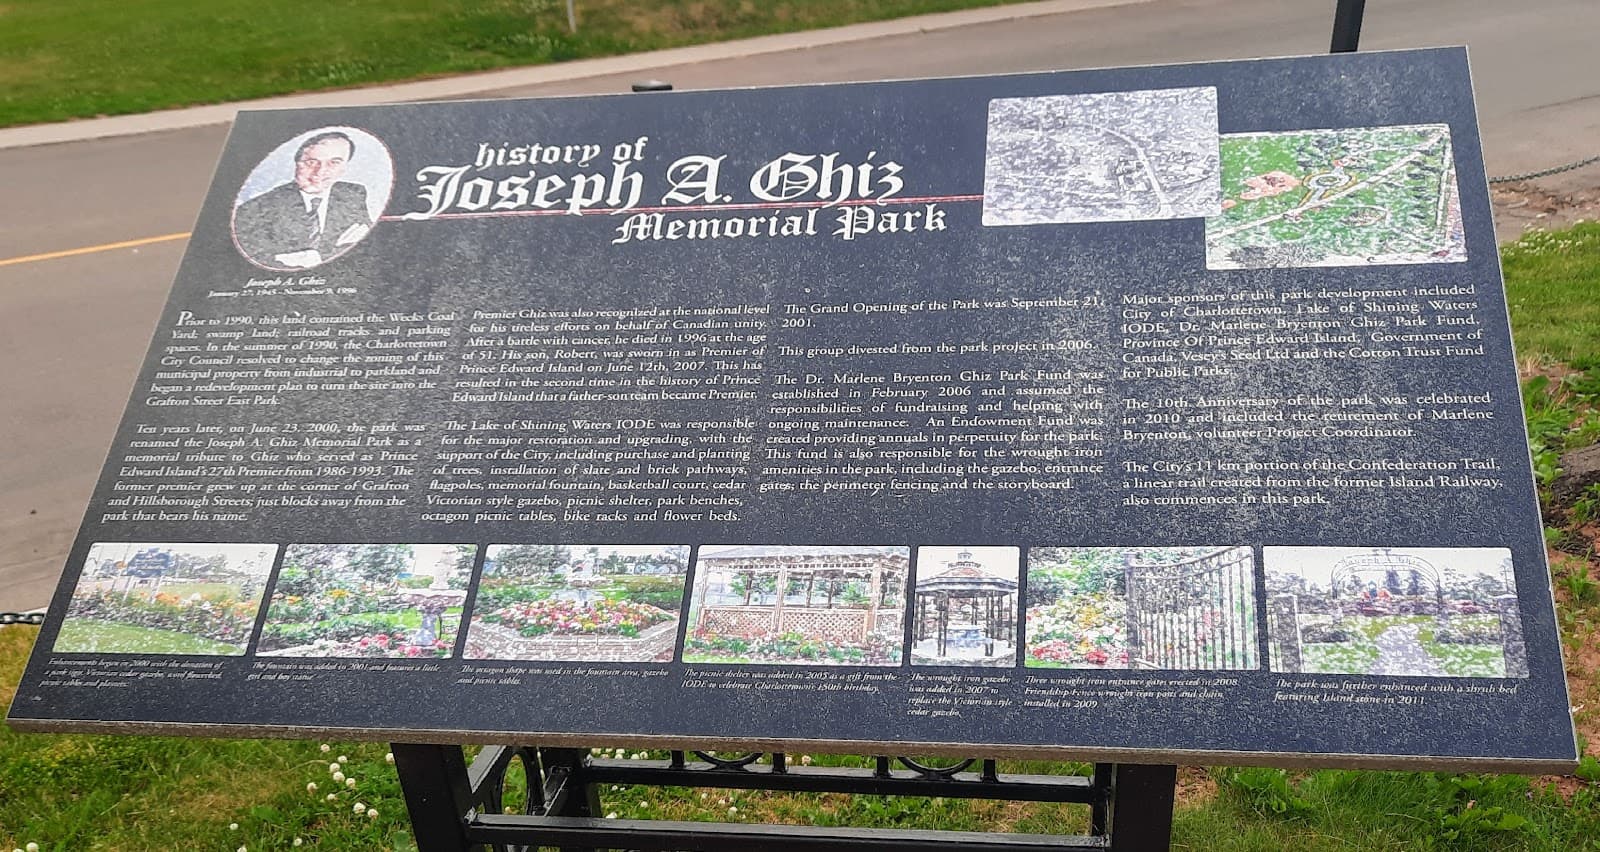 history of
Joseph A. Ghiz
Memorial Park
Joseph A. Ghiz
January 27, 1945 - November 9, 1996
Prior to 1990, this land contained the Weeks Coal
Yard; swamp land; railroad tracks and parking
spaces. In the summer of 1990, the Charlottetown
City Council resolved to change the zoning of this
municipal property from industrial to parkland and
began a redevelopment plan to turn the site into the
Grafton Street East Park.
Ten years later, on June 23, 2000, the park was
renamed the Joseph A. Ghiz Memorial Park as a
memorial tribute to Ghiz who served as Prince
Edward Island's 27th Premier from 1986-1993. The
former premier grew up at the corner of Grafton
and Hillsborough Streets; just blocks away from the
park that bears his name.
Premier Ghiz was also recognized at the national level
for his tireless efforts on behalf of Canadian unity.
After a battle with cancer, he died in 1996 at the age
of 51. His son, Robert, was sworn in as Premier of
Prince Edward Island on June 12th, 2007. This has
resulted in the second time in the history of Prince
Edward Island that a father-son team became Premier.
The Lake of Shining Waters IODE was responsible
for the major restoration and upgrading, with the
support of the City, including purchase and planting
of trees, installation of slate and brick pathways,
flagpoles, memorial fountain, basketball court, cedar
Victorian style gazebo, picnic shelter, park benches,
octagon picnic tables, bike racks and flower beds.
The Grand Opening of the Park was September 21,
2001.
This group divested from the park project in 2006.
The Dr. Marlene Bryenton Ghiz Park Fund was
established in February 2006 and assumed the
responsibilities of fundraising and helping with
ongoing maintenance. An Endowment Fund was
created providing annuals in perpetuity for the park.
This fund is also responsible for the wrought iron
amenities in the park, including the gazebo, entrance
gates; the perimeter fencing and the storyboard.
Major sponsors of this park development included
City of Charlottetown, Lake of Shining Waters
IODE, Dr. Marlene Bryenton Ghiz Park Fund,
Province Of Prince Edward Island, Government of
Canada, Vesey's Seed Ltd and the Cotton Trust Fund
for Public Parks.
The 10th Anniversary of the park was celebrated
in 2010 and included the retirement of Marlene
Bryenton, volunteer Project Coordinator.
The City's 11 km portion of the Confederation Trail,
a linear trail created from the former Island Railway,
also commences in this park.
Enhancements began in 2000 with the donation of
a park sign, Victorian cedar gazebo, wood flowerbed,
picnic tables and planters.
The fountain was added in 2001 and features a little
girl and boy statue
The octagon shape was used in the fountain area, gazebo
and picnic tables.
The picnic shelter was added in 2005 as a gift from the
IODE to celebrate Charlottetown's 150th birthday.
The wrought iron gazebo
was added in 2007 to
replace the Victorian style
cedar gazebo.
Three wrought iron entrance gates erected in 2008.
Friendship Fence wrought iron posts and chain
installed in 2009
The park was further enhanced with a shrub bed
featuring Island stone in 2011.
Joseph A Ghiz